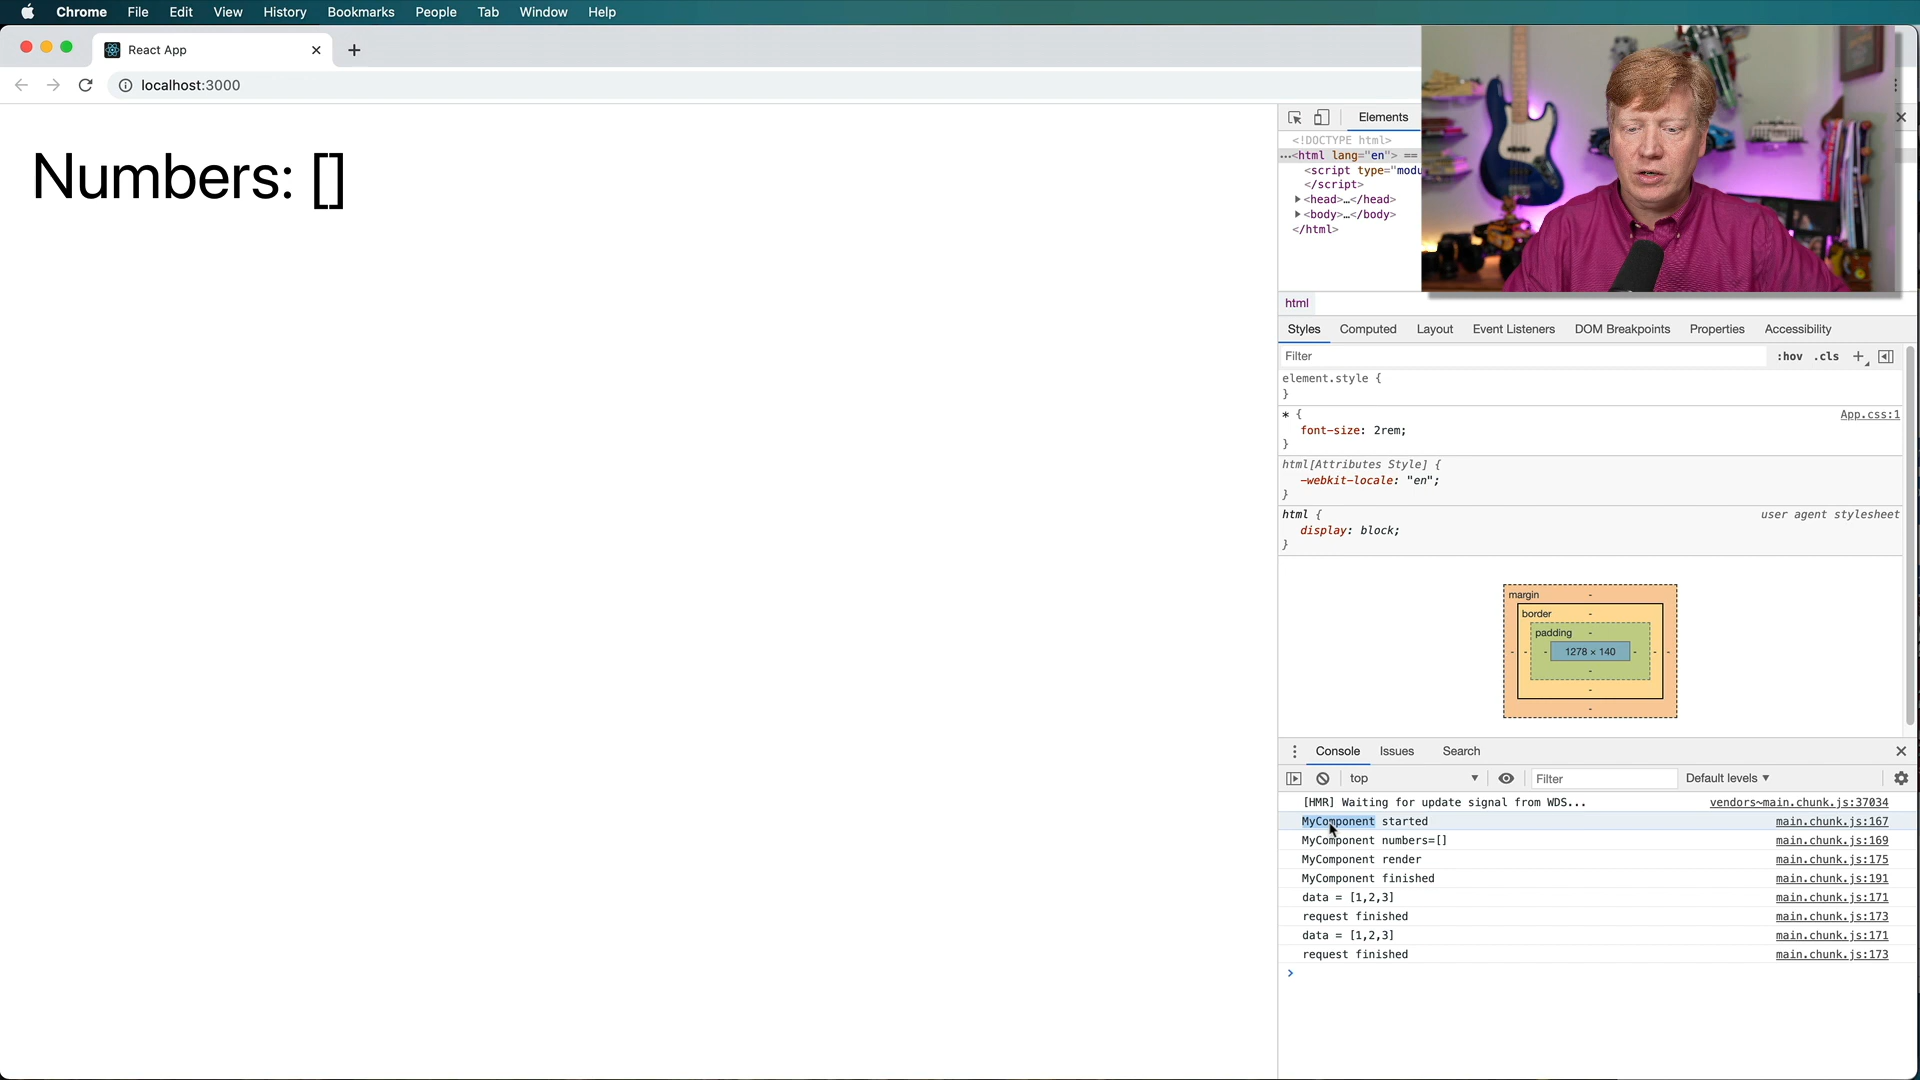 Chrome File Edit View History Bookmarks People Tab Window Help
React App
localhost:3000
Numbers: []
Elements
<!DOCTYPE html>
...<html lang="en"> ==
<script type="modu
</script>
<head>…</head>
<body>…</body>
</html>
html
Styles Computed Layout Event Listeners DOM Breakpoints Properties Accessibility
Filter :hov .cls +
element.style {
}
* { App.css:1
font-size: 2rem;
}
html[Attributes Style] {
-webkit-locale: "en";
}
html { user agent stylesheet
display: block;
}
margin -
border -
padding -
- - - 1278 × 140 - - -
-
-
-
Console Issues Search
top Filter Default levels
[HMR] Waiting for update signal from WDS... vendors~main.chunk.js:37034
MyComponent started main.chunk.js:167
MyComponent numbers=[] main.chunk.js:169
MyComponent render main.chunk.js:175
MyComponent finished main.chunk.js:191
data = [1,2,3] main.chunk.js:171
request finished main.chunk.js:173
data = [1,2,3] main.chunk.js:171
request finished main.chunk.js:173
>